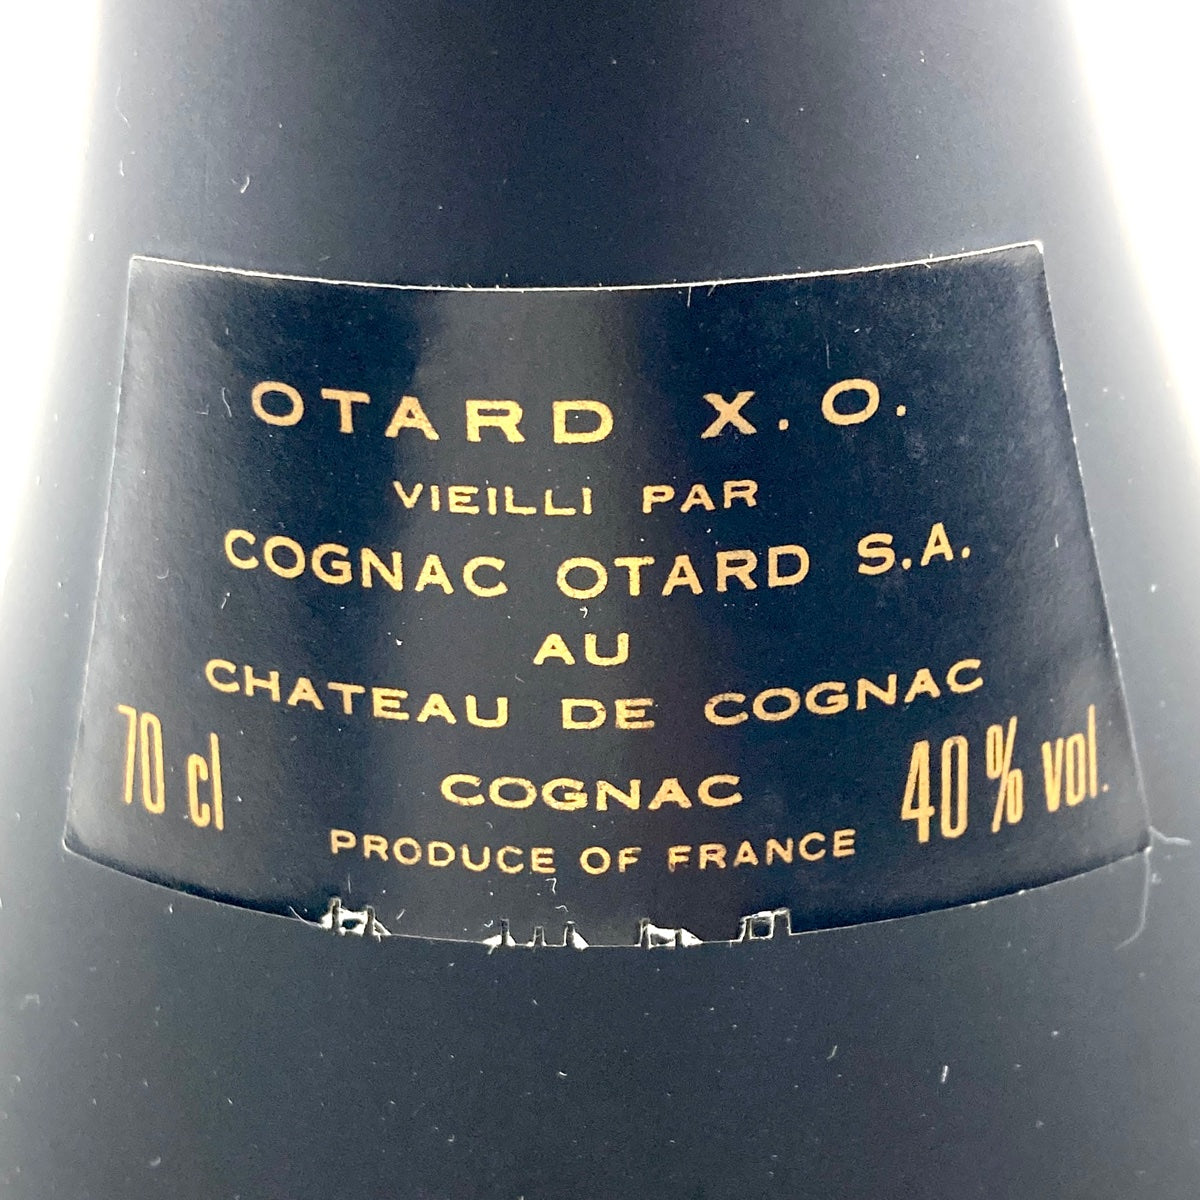 OTARD X.O.
VIEILLI PAR
COGNAC OTARD S.A.
AU
CHATEAU DE COGNAC
70 cl
COGNAC
40 % vol.
PRODUCE OF FRANCE